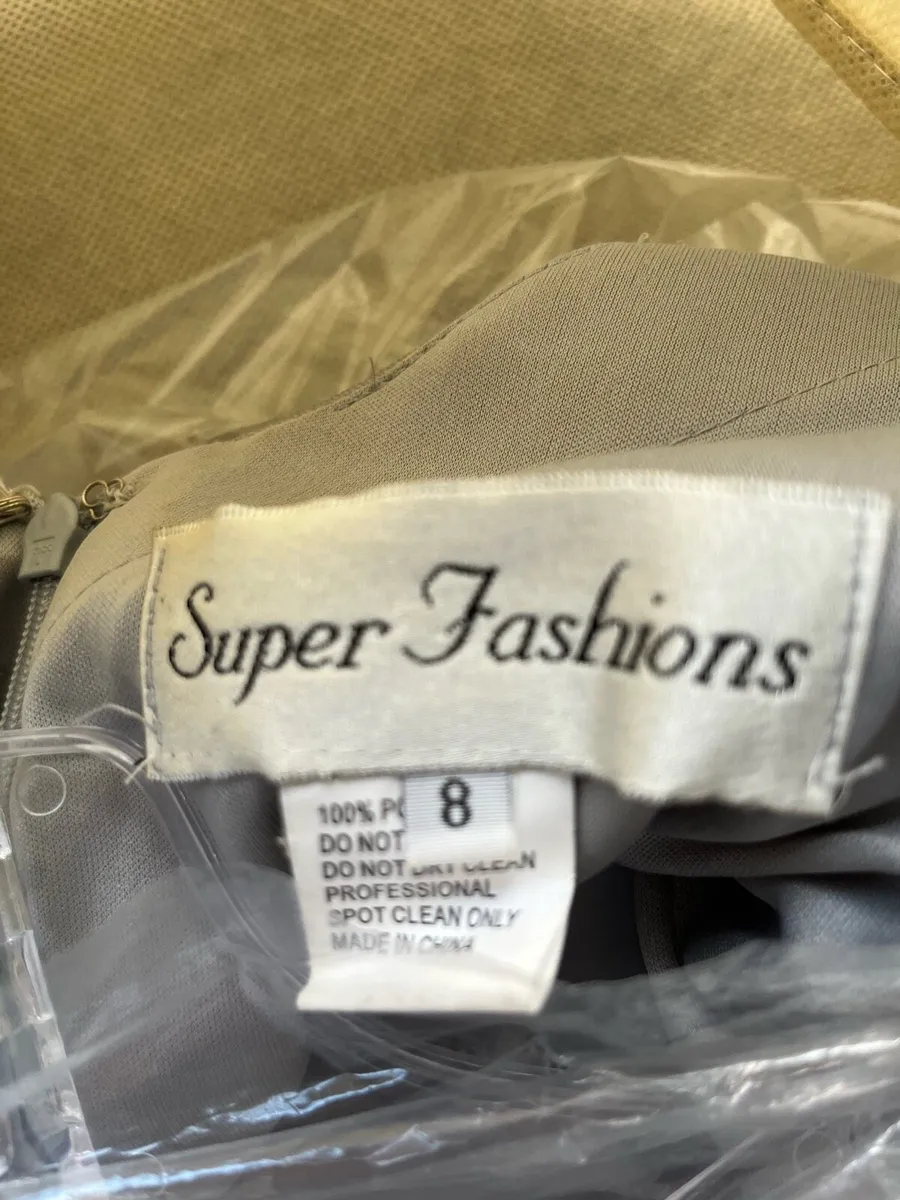 Super Fashions
8
100% PO
DO NOT
DO NOT DRY CLEAN
PROFESSIONAL
SPOT CLEAN ONLY
MADE IN CHINA